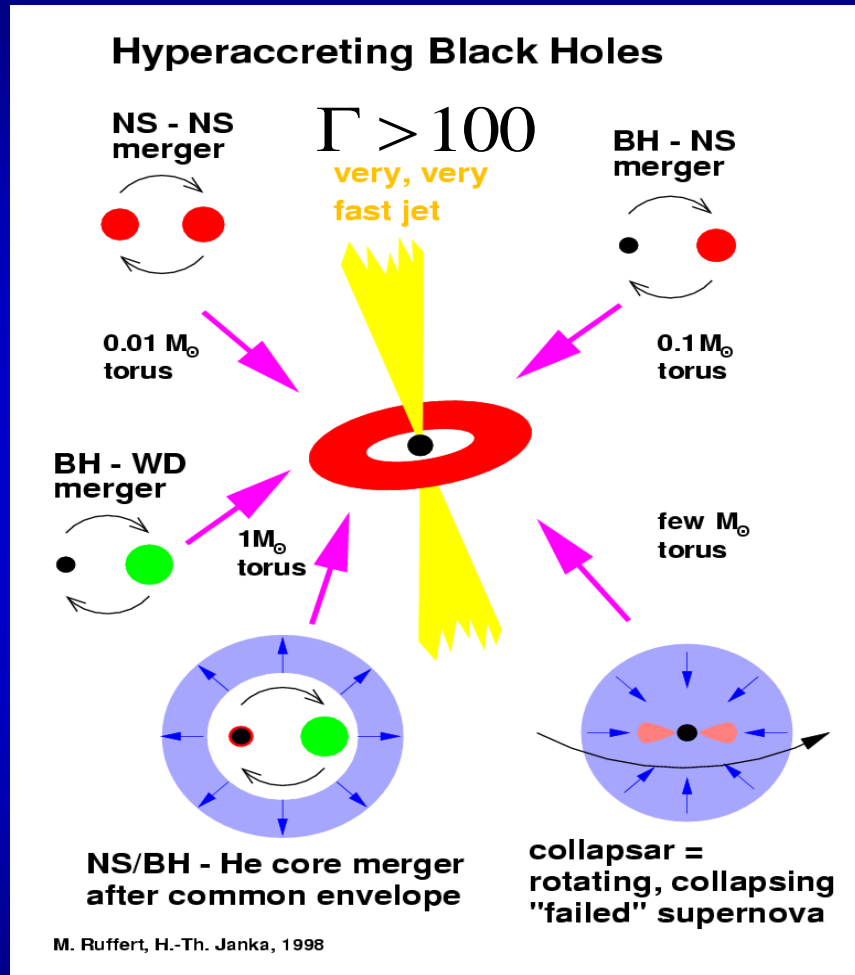 Hyperaccreting Black Holes
NS - NS
merger
Γ > 100
very, very
fast jet
BH - NS
merger
0.01 M☉
torus
0.1M☉
torus
BH - WD
merger
1M☉
torus
few M☉
torus
NS/BH - He core merger
after common envelope
collapsar =
rotating, collapsing
"failed" supernova
M. Ruffert, H.-Th. Janka, 1998